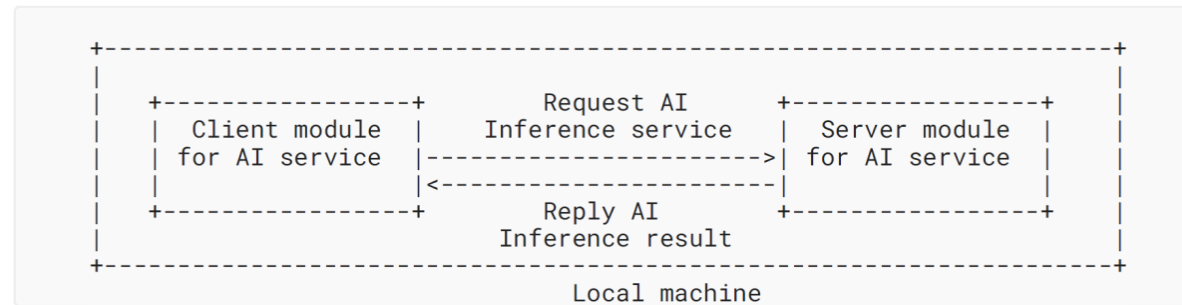 +---------------------------------------------------------------------+
|                                                                     |
|   +-----------------+        Request AI      +-----------------+    |
|   |  Client module  |    Inference service   |  Server module  |    |
|   | for AI service  |----------------------->| for AI service  |    |
|   |                 |<-----------------------|                 |    |
|   +-----------------+        Reply AI        +-----------------+    |
|                           Inference result                          |
+---------------------------------------------------------------------+
                                Local machine